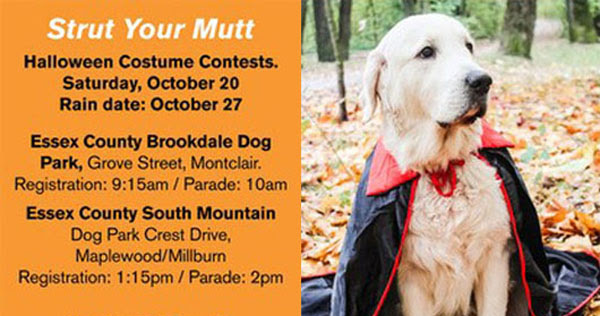 Strut Your Mutt
Halloween Costume Contests.
Saturday, October 20
Rain date: October 27
Essex County Brookdale Dog
Park, Grove Street, Montclair.
Registration: 9:15am / Parade: 10am
Essex County South Mountain
Dog Park Crest Drive,
Maplewood/Millburn
Registration: 1:15pm / Parade: 2pm